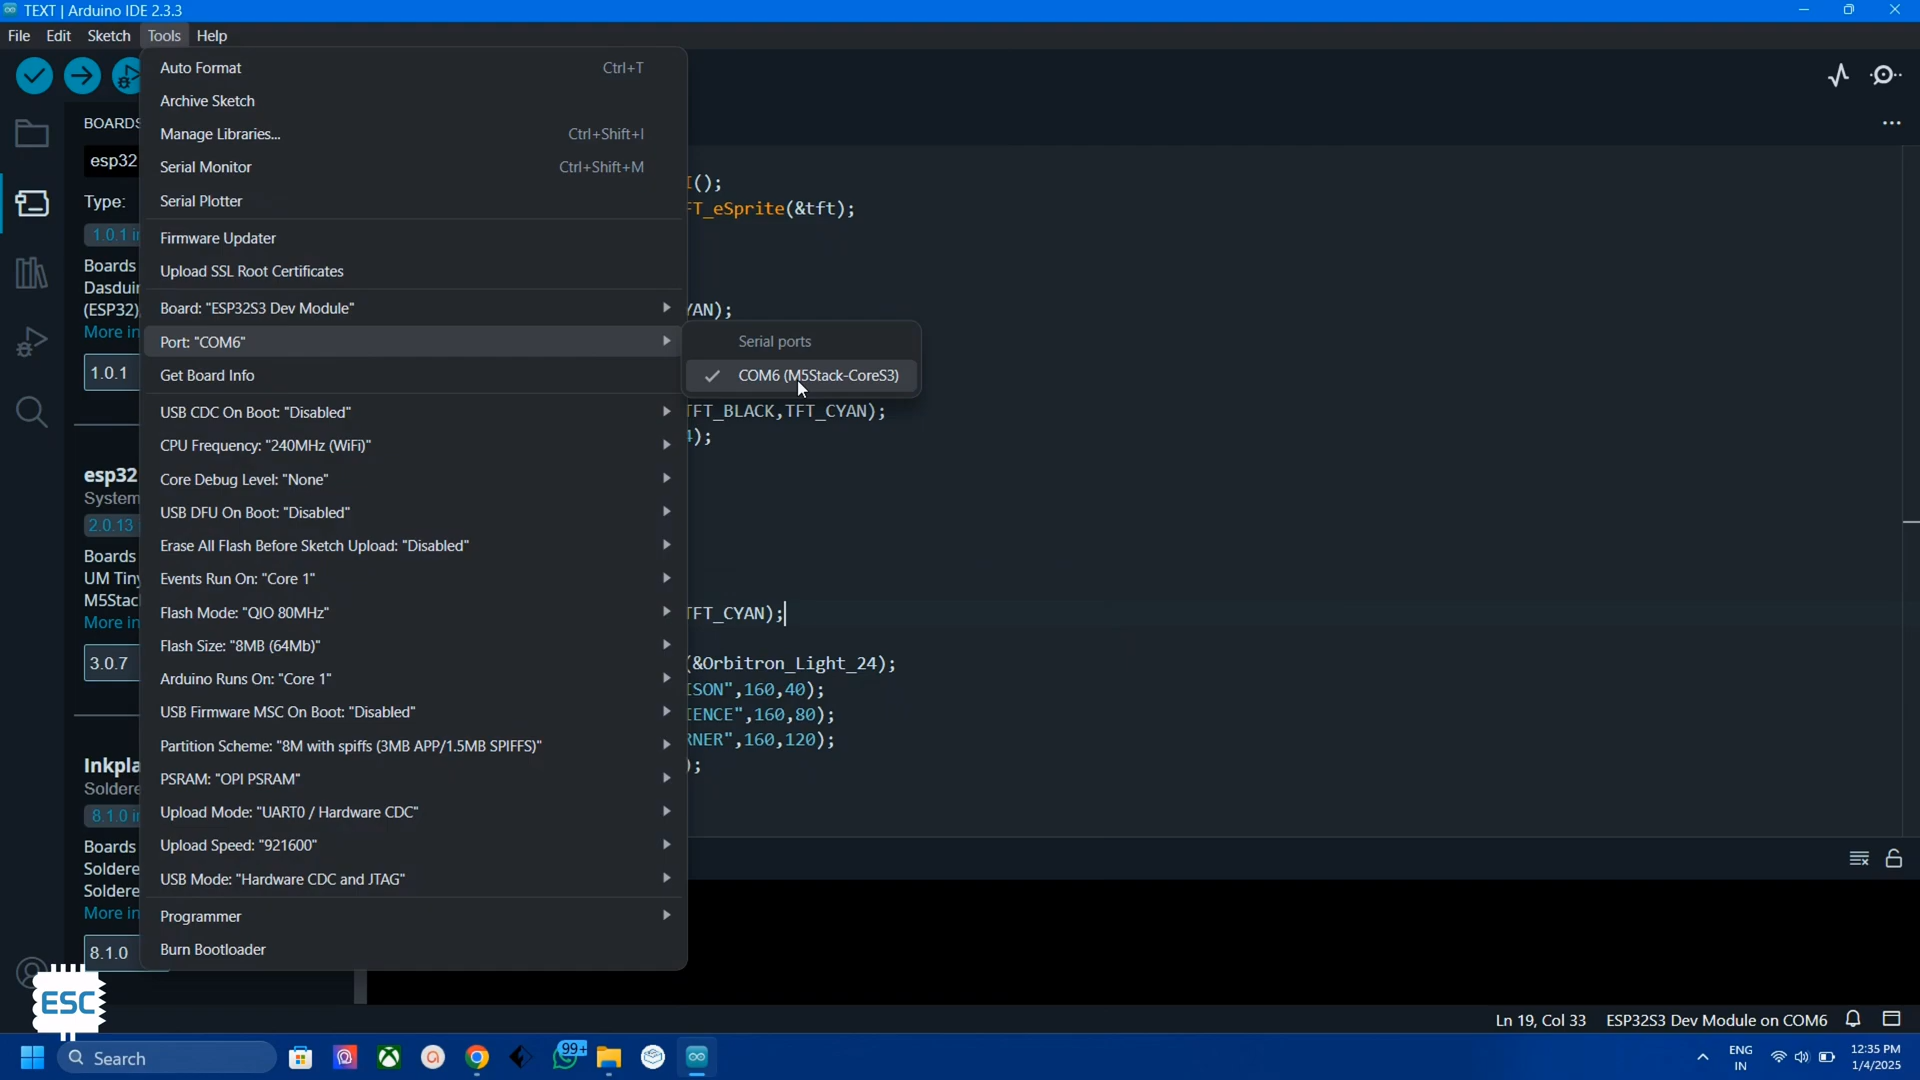 TEXT | Arduino IDE 2.3.3
File Edit Sketch Tools Help
Auto Format Ctrl+T
Archive Sketch
Manage Libraries... Ctrl+Shift+I
Serial Monitor Ctrl+Shift+M
Serial Plotter
Firmware Updater
Upload SSL Root Certificates
Board: "ESP32S3 Dev Module"
Port: "COM6"
Get Board Info
USB CDC On Boot: "Disabled"
CPU Frequency: "240MHz (WiFi)"
Core Debug Level: "None"
USB DFU On Boot: "Disabled"
Erase All Flash Before Sketch Upload: "Disabled"
Events Run On: "Core 1"
Flash Mode: "QIO 80MHz"
Flash Size: "8MB (64Mb)"
Arduino Runs On: "Core 1"
USB Firmware MSC On Boot: "Disabled"
Partition Scheme: "8M with spiffs (3MB APP/1.5MB SPIFFS)"
PSRAM: "OPI PSRAM"
Upload Mode: "UART0 / Hardware CDC"
Upload Speed: "921600"
USB Mode: "Hardware CDC and JTAG"
Programmer
Burn Bootloader
Serial ports
COM6 (M5Stack-CoreS3)
BOARDS
esp32
Type:
1.0.1 in
Boards
Dasduin
(ESP32)
More in
1.0.1
esp32
System
2.0.13
Boards
UM Tiny
M5Stac
More in
3.0.7
Inkpla
Soldere
8.1.0 in
Boards
Soldere
Soldere
More in
8.1.0
I();
FT_eSprite(&tft);
YAN);
TFT_BLACK,TFT_CYAN);
4);
TFT_CYAN);
(&Orbitron_Light_24);
ISON",160,40);
IENCE",160,80);
RNER",160,120);
);
ESC
Ln 19, Col 33 ESP32S3 Dev Module on COM6
Search
99+
ENG
IN
12:35 PM
1/4/2025